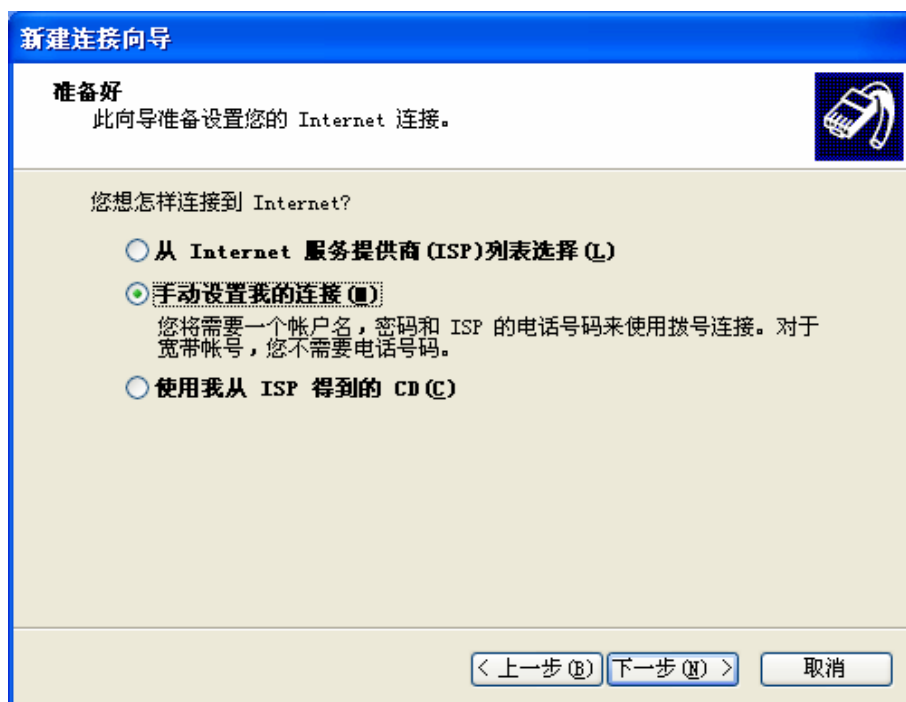 新建连接向导
准备好
此向导准备设置您的 Internet 连接。
您想怎样连接到 Internet?
从 Internet 服务提供商(ISP)列表选择(L)
手动设置我的连接(M)
您将需要一个帐户名，密码和 ISP 的电话号码来使用拨号连接。对于
宽带帐号，您不需要电话号码。
使用我从 ISP 得到的 CD(C)
< 上一步(B) 下一步(N) > 取消